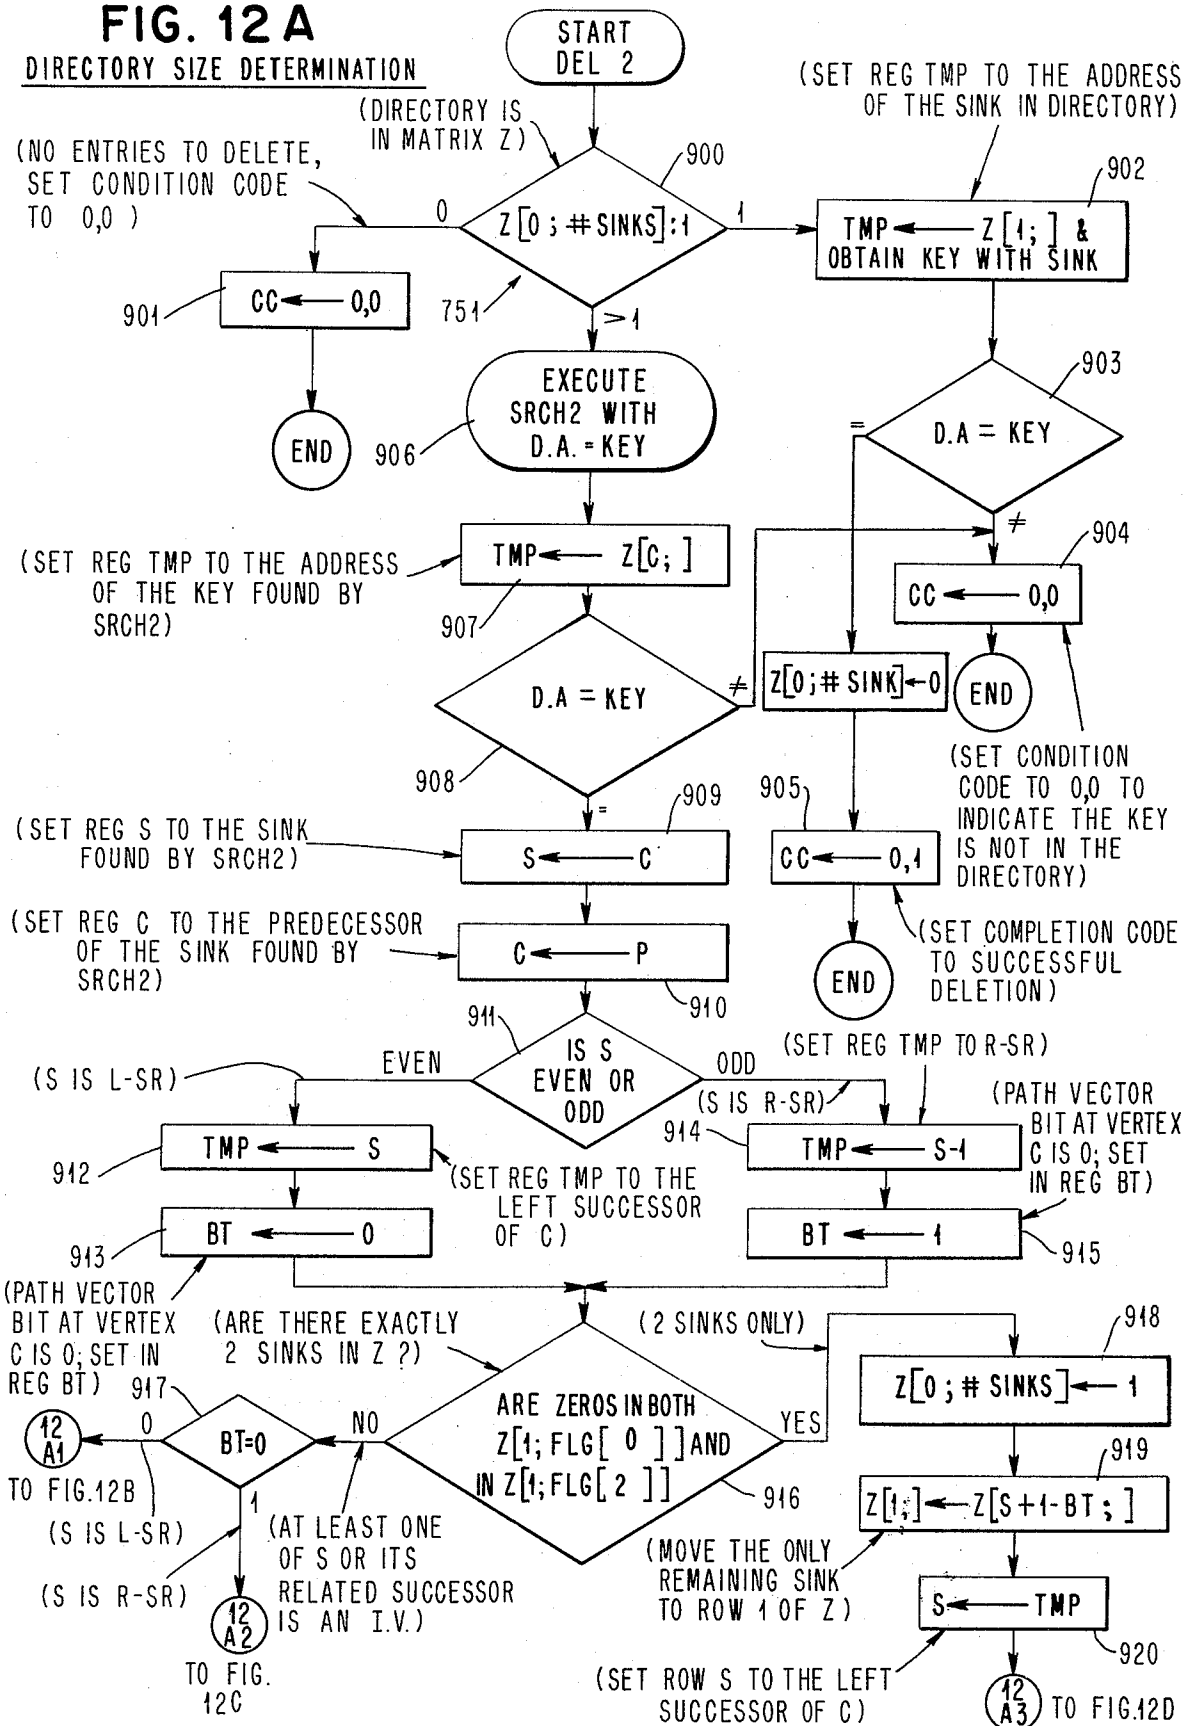 FIG. 12A
DIRECTORY SIZE DETERMINATION
START
DEL 2
(DIRECTORY IS
IN MATRIX Z)
(SET REG TMP TO THE ADDRESS
OF THE SINK IN DIRECTORY)
(NO ENTRIES TO DELETE,
SET CONDITION CODE
TO 0,0 )
900
902
0
Z[0;#SINKS]:1
1
TMP ← Z[1;] &
OBTAIN KEY WITH SINK
901
CC ← 0,0
751
>1
END
906
EXECUTE
SRCH2 WITH
D.A.=KEY
903
D.A = KEY
=
≠
(SET REG TMP TO THE ADDRESS
OF THE KEY FOUND BY
SRCH2)
TMP ← Z[C;]
907
904
CC ← 0,0
D.A = KEY
≠
908
=
Z[0;# SINK]←0
END
(SET CONDITION
CODE TO 0,0 TO
INDICATE THE KEY
IS NOT IN THE
DIRECTORY)
905
CC ← 0,1
(SET REG S TO THE SINK
FOUND BY SRCH2)
909
S ← C
(SET REG C TO THE PREDECESSOR
OF THE SINK FOUND BY
SRCH2)
C ← P
910
END
(SET COMPLETION CODE
TO SUCCESSFUL
DELETION)
911
IS S
EVEN OR
ODD
EVEN
ODD
(S IS L-SR)
(S IS R-SR)
(SET REG TMP TO R-SR)
912
TMP ← S
(SET REG TMP TO THE
LEFT SUCCESSOR
OF C)
914
TMP ← S-1
(PATH VECTOR
BIT AT VERTEX
C IS 0; SET
IN REG BT)
913
BT ← 0
BT ← 1
915
(PATH VECTOR
BIT AT VERTEX
C IS 0; SET IN
REG BT)
(ARE THERE EXACTLY
2 SINKS IN Z ?)
(2 SINKS ONLY)
918
Z[0;# SINKS]← 1
917
BT=0
0
1
NO
ARE ZEROS IN BOTH
Z[1;FLG[ 0 ]]AND
IN Z[1;FLG[ 2 ]]
YES
916
12
A1
TO FIG.12B
(S IS L-SR)
(S IS R-SR)
(AT LEAST ONE
OF S OR ITS
RELATED SUCCESSOR
IS AN I.V.)
12
A2
TO FIG.
12C
919
Z[1;]← Z[S+1-BT;]
(MOVE THE ONLY
REMAINING SINK
TO ROW 1 OF Z)
S ← TMP
920
(SET ROW S TO THE LEFT
SUCCESSOR OF C)
12
A3
TO FIG.12D